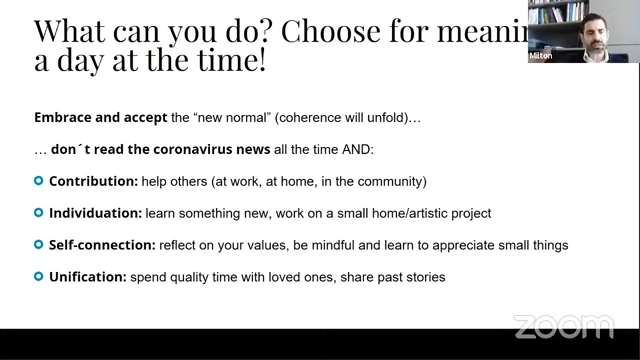 What can you do? Choose for meanin
a day at the time!
Milton
Embrace and accept the “new normal” (coherence will unfold)…
… don´t read the coronavirus news all the time AND:
Contribution: help others (at work, at home, in the community)
Individuation: learn something new, work on a small home/artistic project
Self-connection: reflect on your values, be mindful and learn to appreciate small things
Unification: spend quality time with loved ones, share past stories
zoom